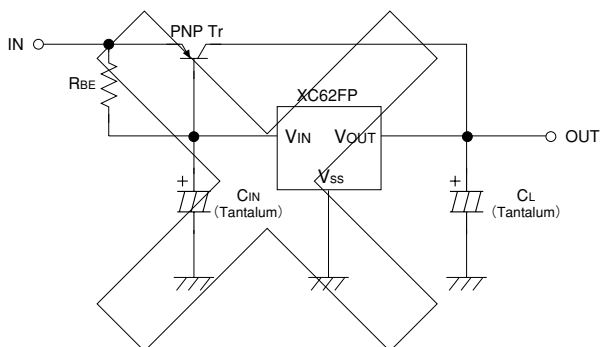 PNP Tr
IN
RBE
XC62FP
VIN
VOUT
OUT
VSS
+
CIN
(Tantalum)
+
CL
(Tantalum)